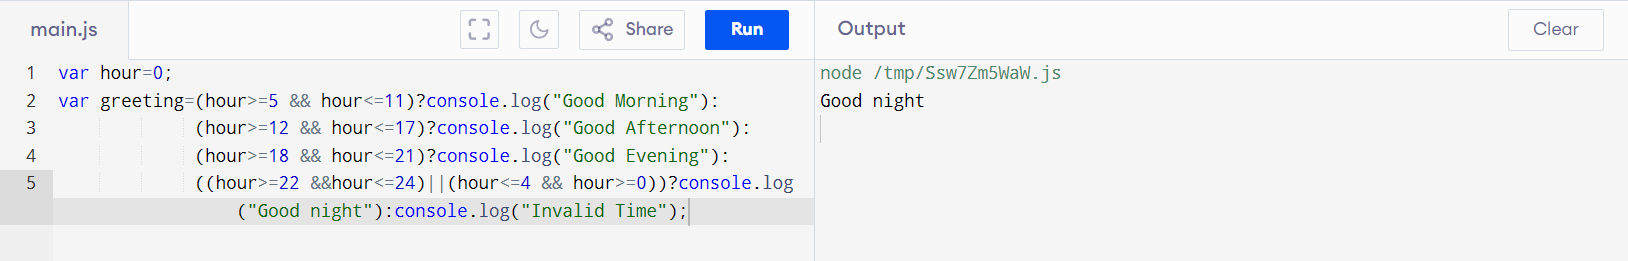 main.js Share Run Output Clear
1 var hour=0; node /tmp/Ssw7Zm5WaW.js
2 var greeting=(hour>=5 && hour<=11)?console.log("Good Morning"): Good night
3 (hour>=12 && hour<=17)?console.log("Good Afternoon"):
4 (hour>=18 && hour<=21)?console.log("Good Evening"):
5 ((hour>=22 &&hour<=24)||(hour<=4 && hour>=0))?console.log
("Good night"):console.log("Invalid Time");